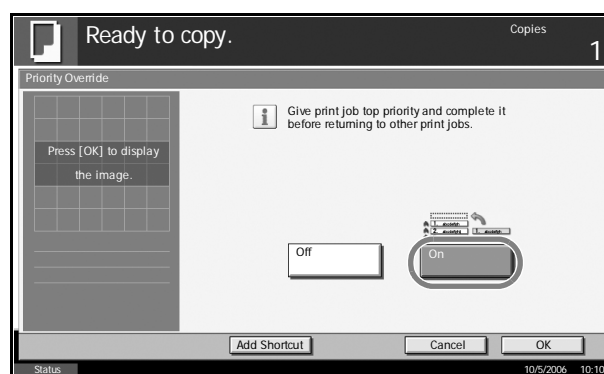 Ready to copy.
Copies
1
Priority Override
Give print job top priority and complete it
before returning to other print jobs.
Press [OK] to display
the image.
Off
On
Add Shortcut
Cancel
OK
Status
10/5/2006 10:10